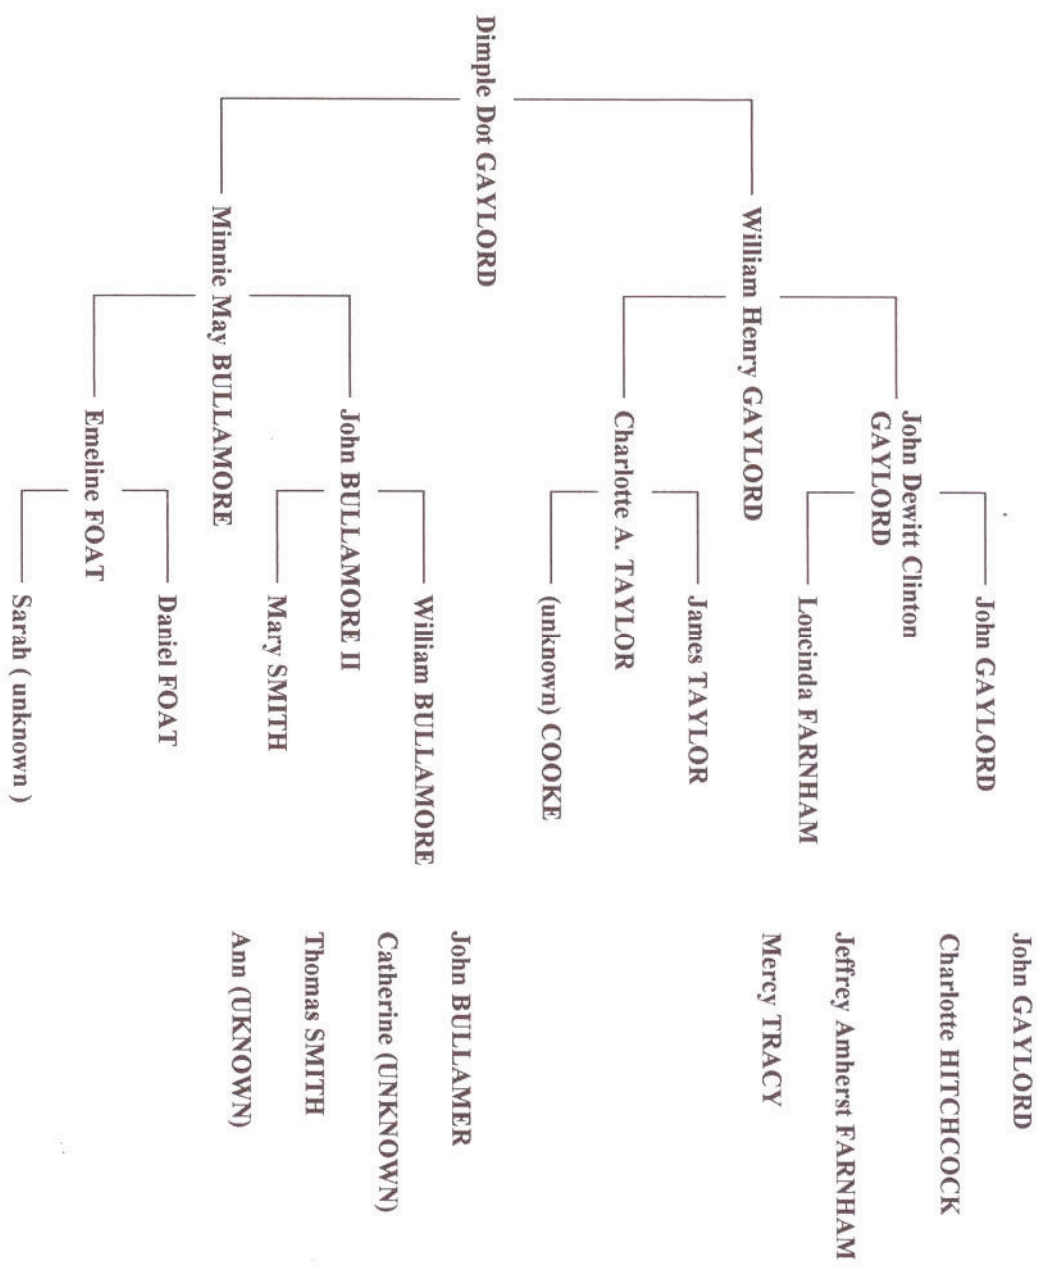 John GAYLORD
John GAYLORD
Charlotte HITCHCOCK
John Dewitt Clinton
GAYLORD
Jeffrey Amherst FARNHAM
Loucinda FARNHAM
Mercy TRACY
William Henry GAYLORD
James TAYLOR
Charlotte A. TAYLOR
(unknown) COOKE
Dimple Dot GAYLORD
John BULLAMER
William BULLAMORE
Catherine (UNKNOWN)
John BULLAMORE II
Thomas SMITH
Mary SMITH
Ann (UKNOWN)
Minnie May BULLAMORE
Daniel FOAT
Emeline FOAT
Sarah ( unknown )